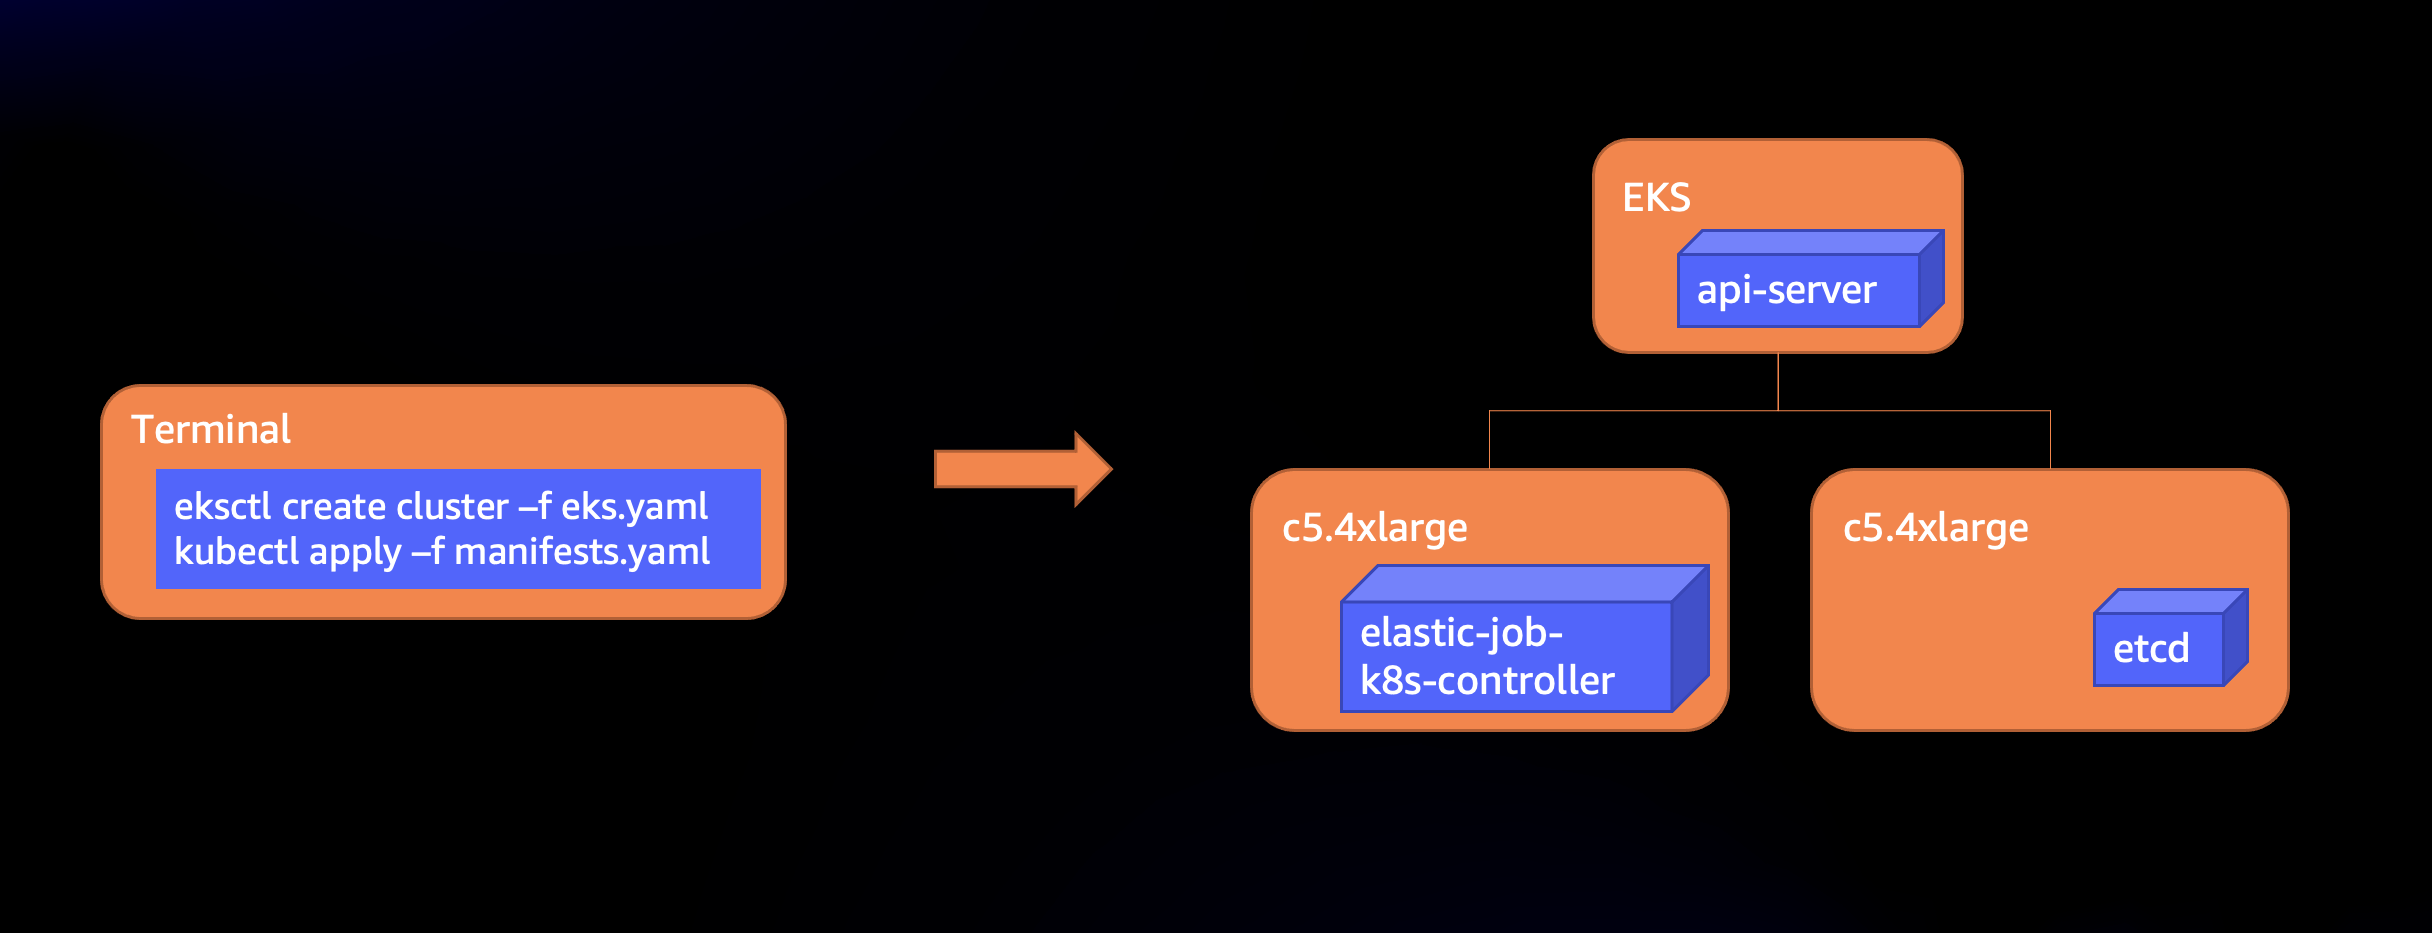 Terminal
eksctl create cluster –f eks.yaml
kubectl apply –f manifests.yaml
EKS
api-server
c5.4xlarge
elastic-job-
k8s-controller
c5.4xlarge
etcd